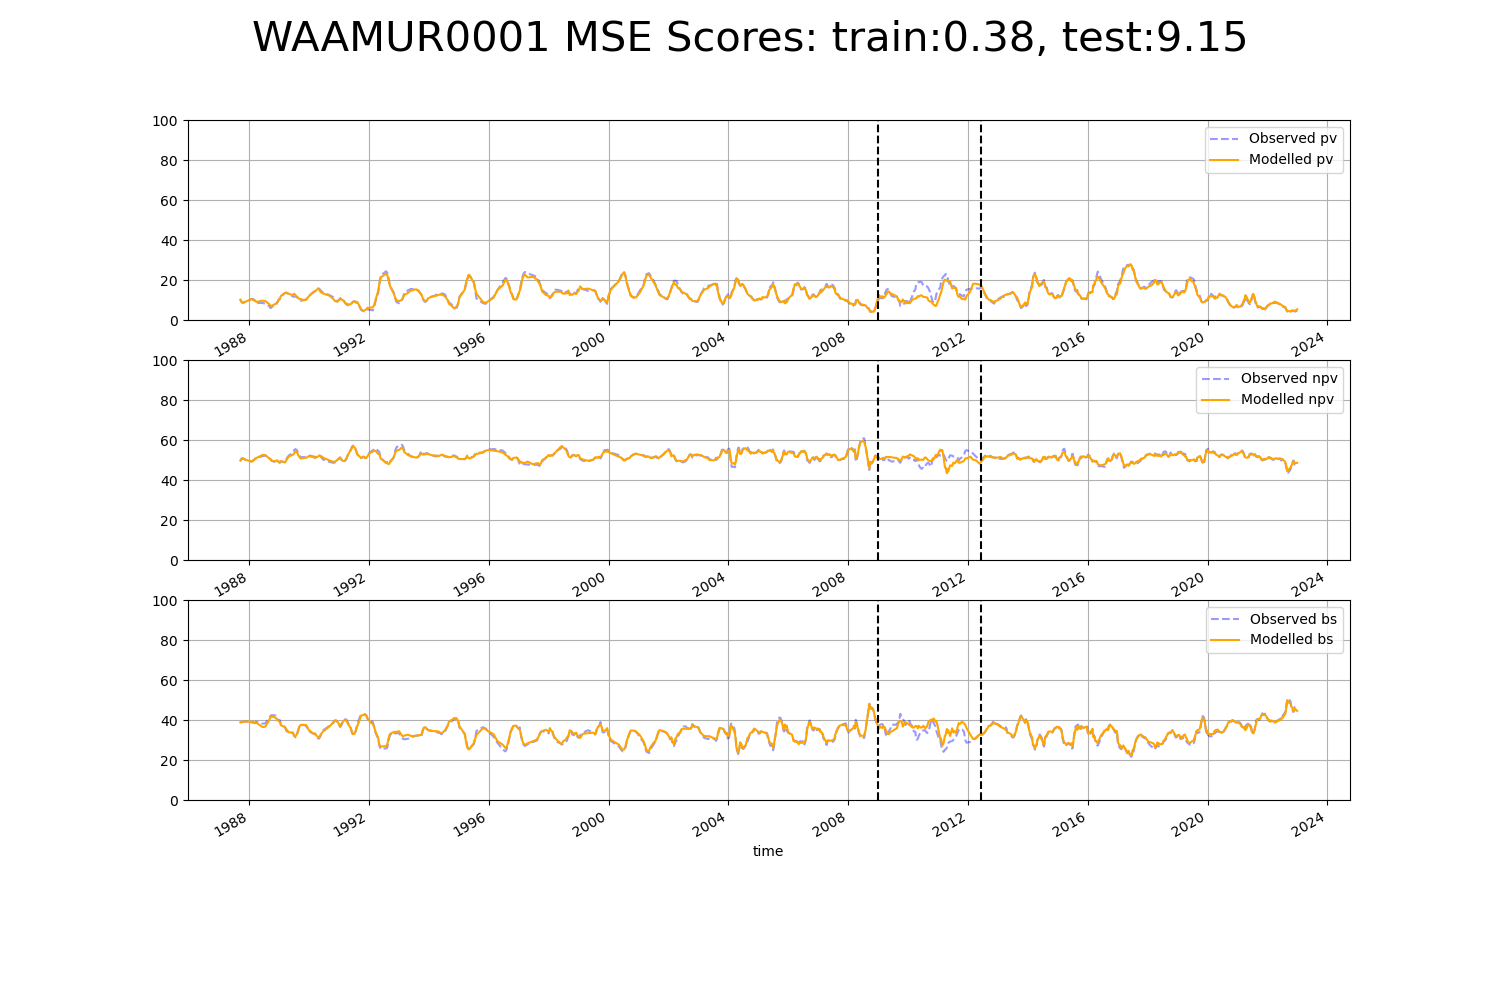 WAAMUR0001 MSE Scores: train:0.38, test:9.15
100
80
60
40
20
0
Observed pv
Modelled pv
1988 1992 1996 2000 2004 2008 2012 2016 2020 2024
100
80
60
40
20
0
Observed npv
Modelled npv
1988 1992 1996 2000 2004 2008 2012 2016 2020 2024
100
80
60
40
20
0
Observed bs
Modelled bs
1988 1992 1996 2000 2004 2008 2012 2016 2020 2024
time